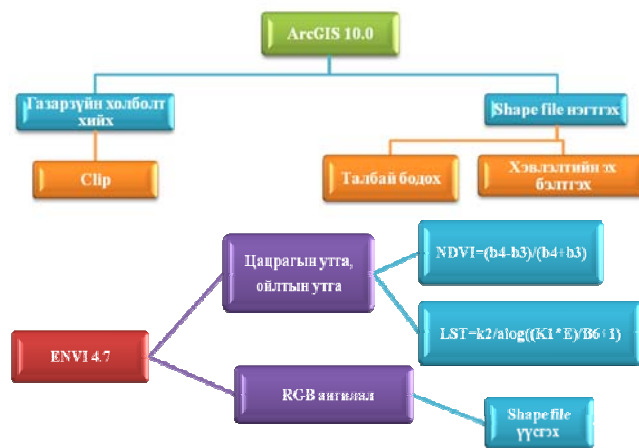 ArcGIS 10.0
Газарзүйн холболт
хийх
Shape file нэгтгэх
Clip
Талбай бодох
Хэвлэлтийн эх
бэлтгэх
Цацрагын утга,
ойлтын утга
NDVI=(b4-b3)/(b4+b3)
ENVI 4.7
LST=k2/alog((K1*E)/B6+1)
RGB ангилал
Shape file
үүсгэх